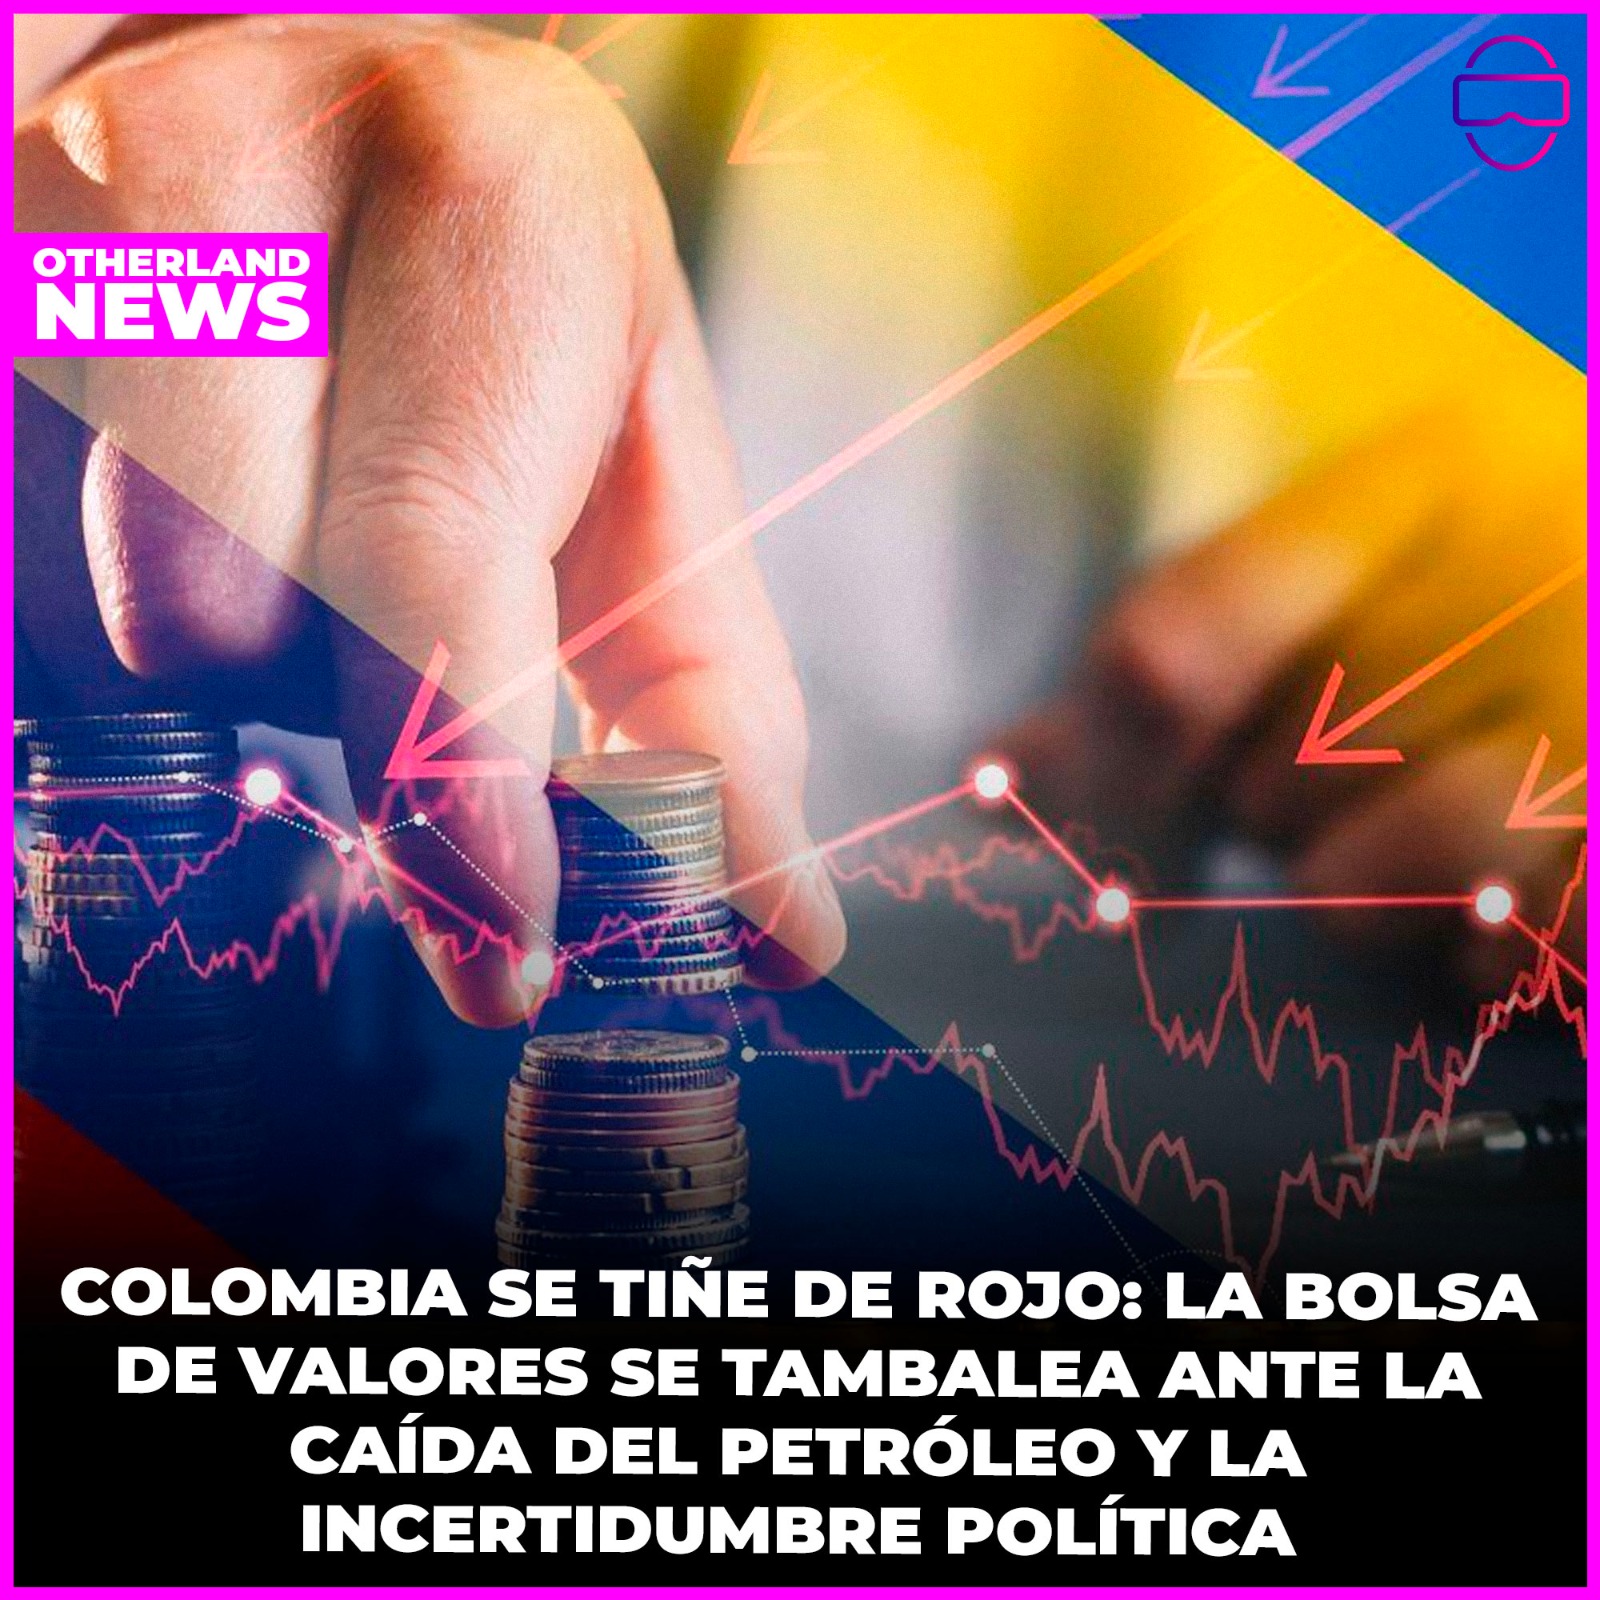 OTHERLAND
NEWS
COLOMBIA SE TIÑE DE ROJO: LA BOLSA
DE VALORES SE TAMBALEA ANTE LA
CAÍDA DEL PETRÓLEO Y LA
INCERTIDUMBRE POLÍTICA